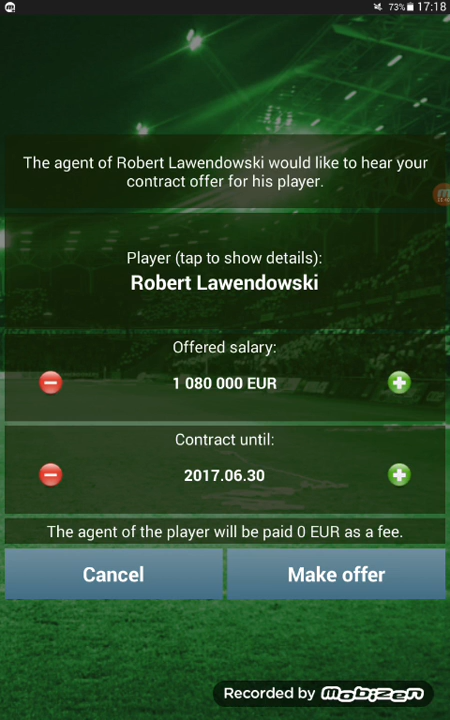 73% 17:18
The agent of Robert Lawendowski would like to hear your
contract offer for his player.
Player (tap to show details):
Robert Lawendowski
Offered salary:
1 080 000 EUR
Contract until:
2017.06.30
The agent of the player will be paid 0 EUR as a fee.
Cancel Make offer
Recorded by mobizen